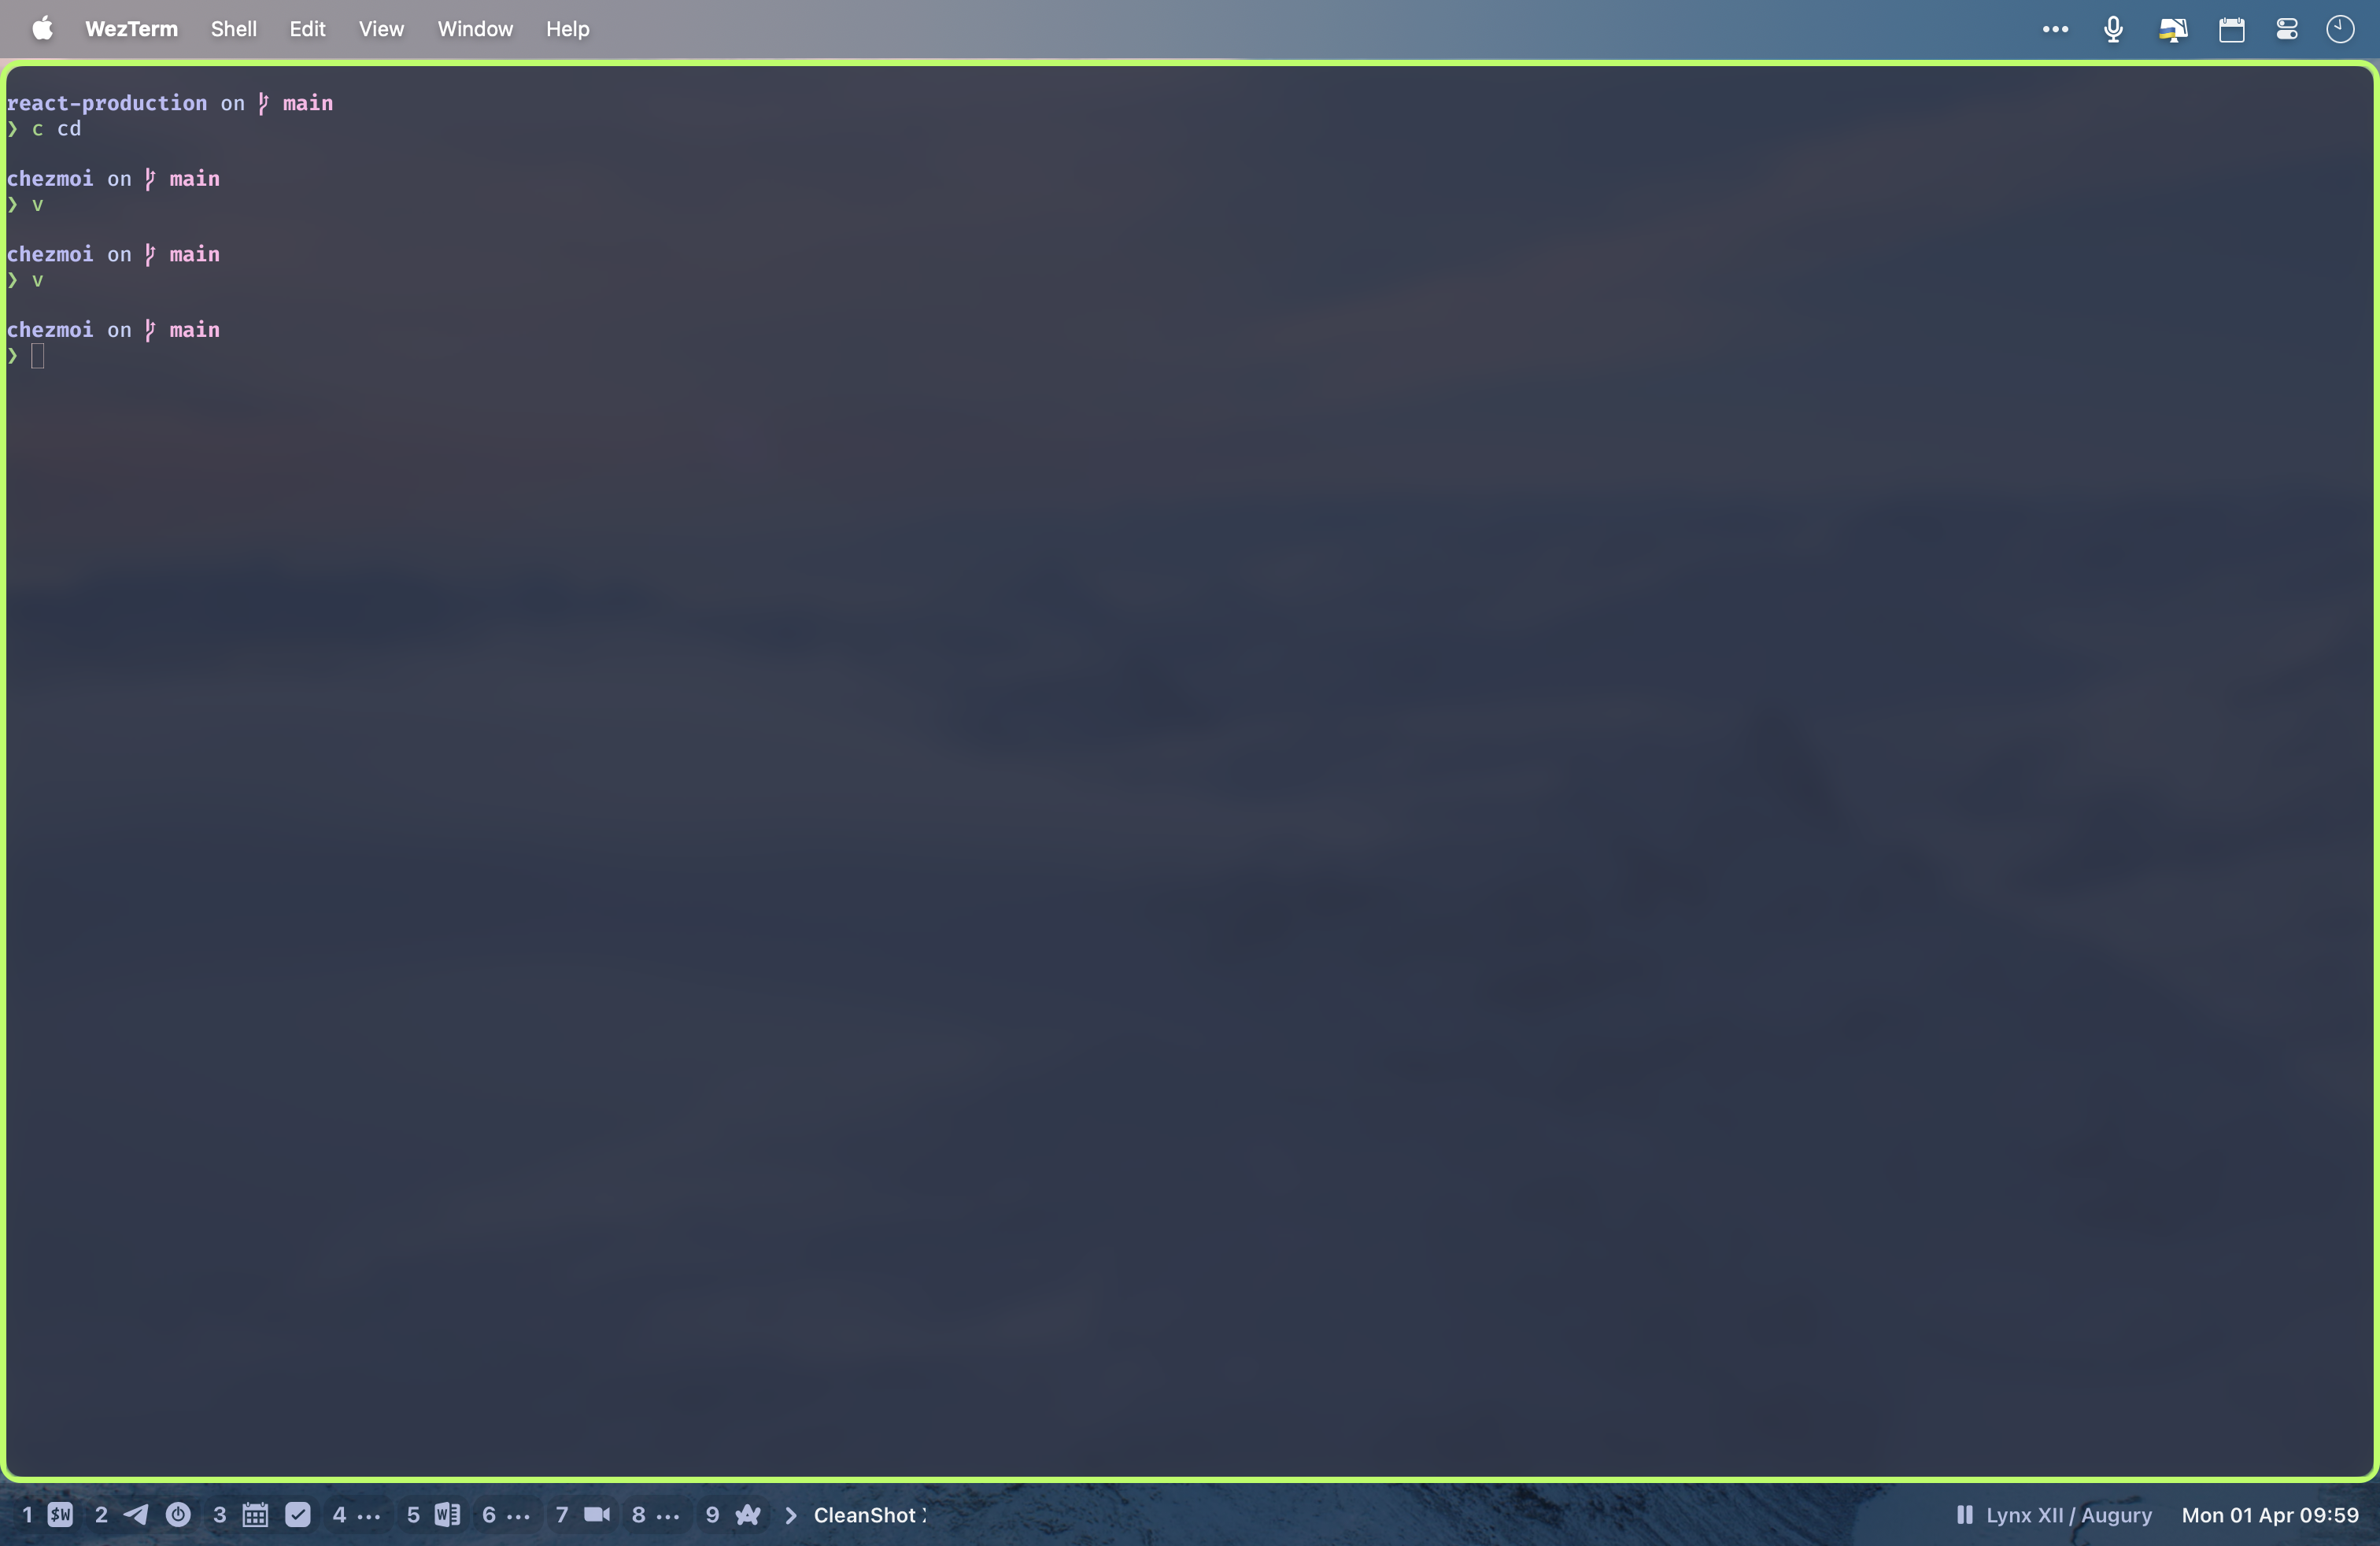 WezTerm Shell Edit View Window Help
react-production on main
❯ c cd
chezmoi on main
❯ v
chezmoi on main
❯ v
chezmoi on main
❯
1 $W 2 3 4 ... 5 W 6 ... 7 8 ... 9 CleanShot Lynx XII / Augury Mon 01 Apr 09:59